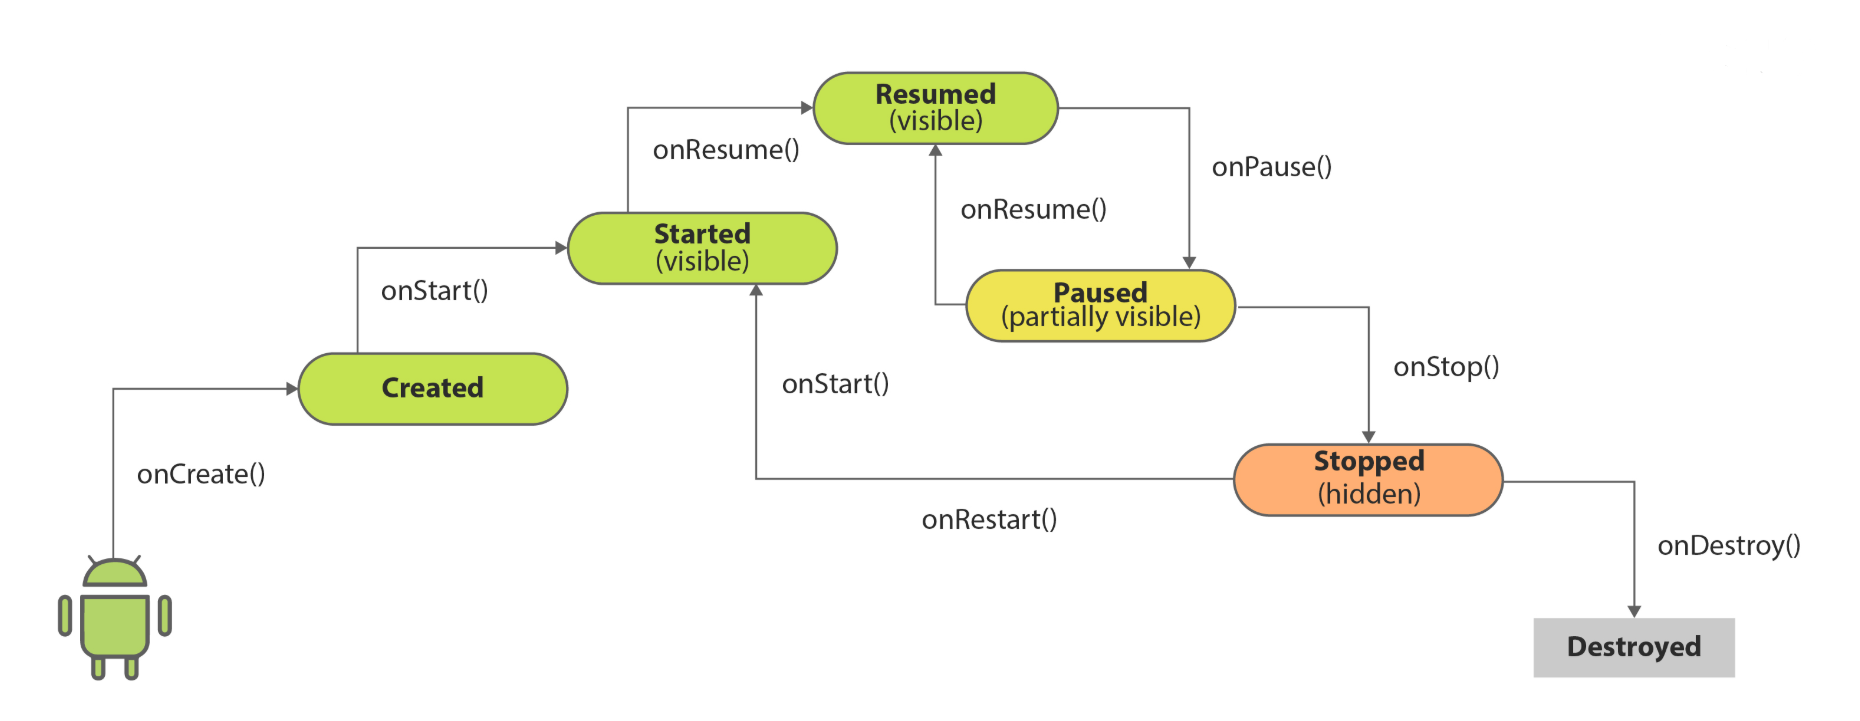 Resumed
(visible)
onResume()
onPause()
onResume()
Started
(visible)
onStart()
Paused
(partially visible)
onStop()
onStart()
Created
Stopped
(hidden)
onCreate()
onRestart()
onDestroy()
Destroyed